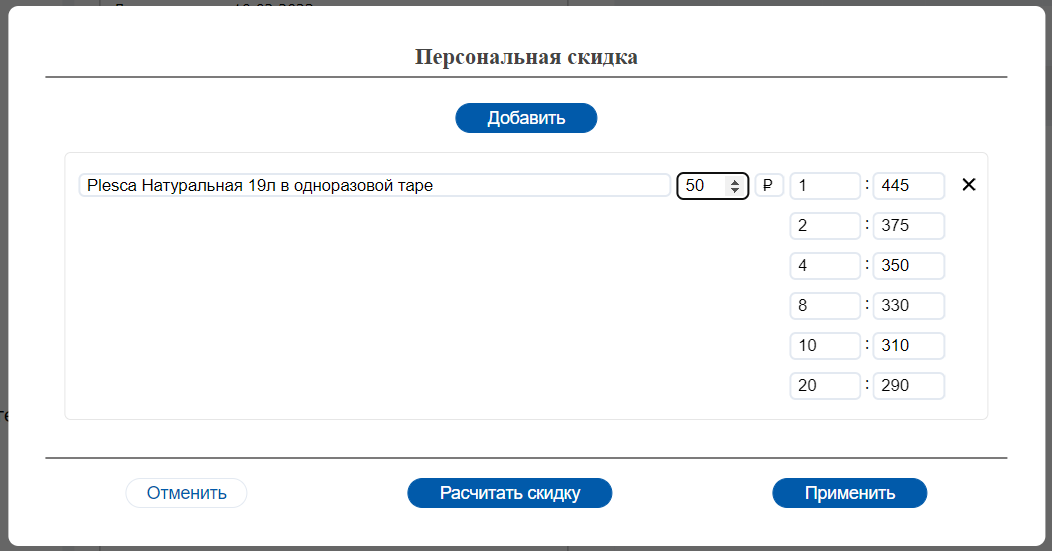 Персональная скидка
Добавить
Plesca Натуральная 19л в одноразовой таре 50 ₽ 1 : 445
2 : 375
4 : 350
8 : 330
10 : 310
20 : 290
Отменить Расчитать скидку Применить